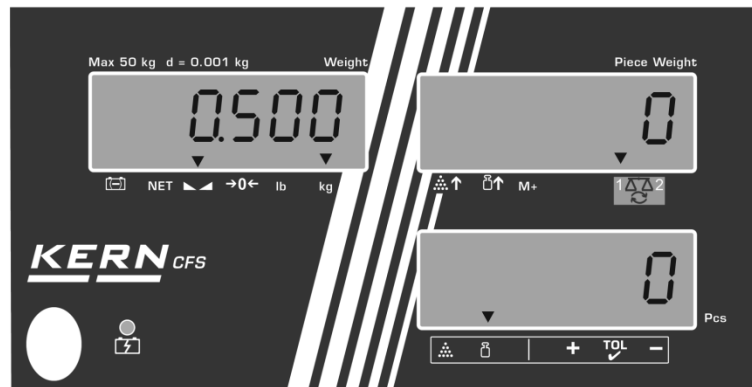 Max 50 kg d = 0.001 kg Weight
0.500
NET →0← lb kg
Piece Weight
0
M+ 1 2
KERN CFS
0
Pcs
+ TOL −